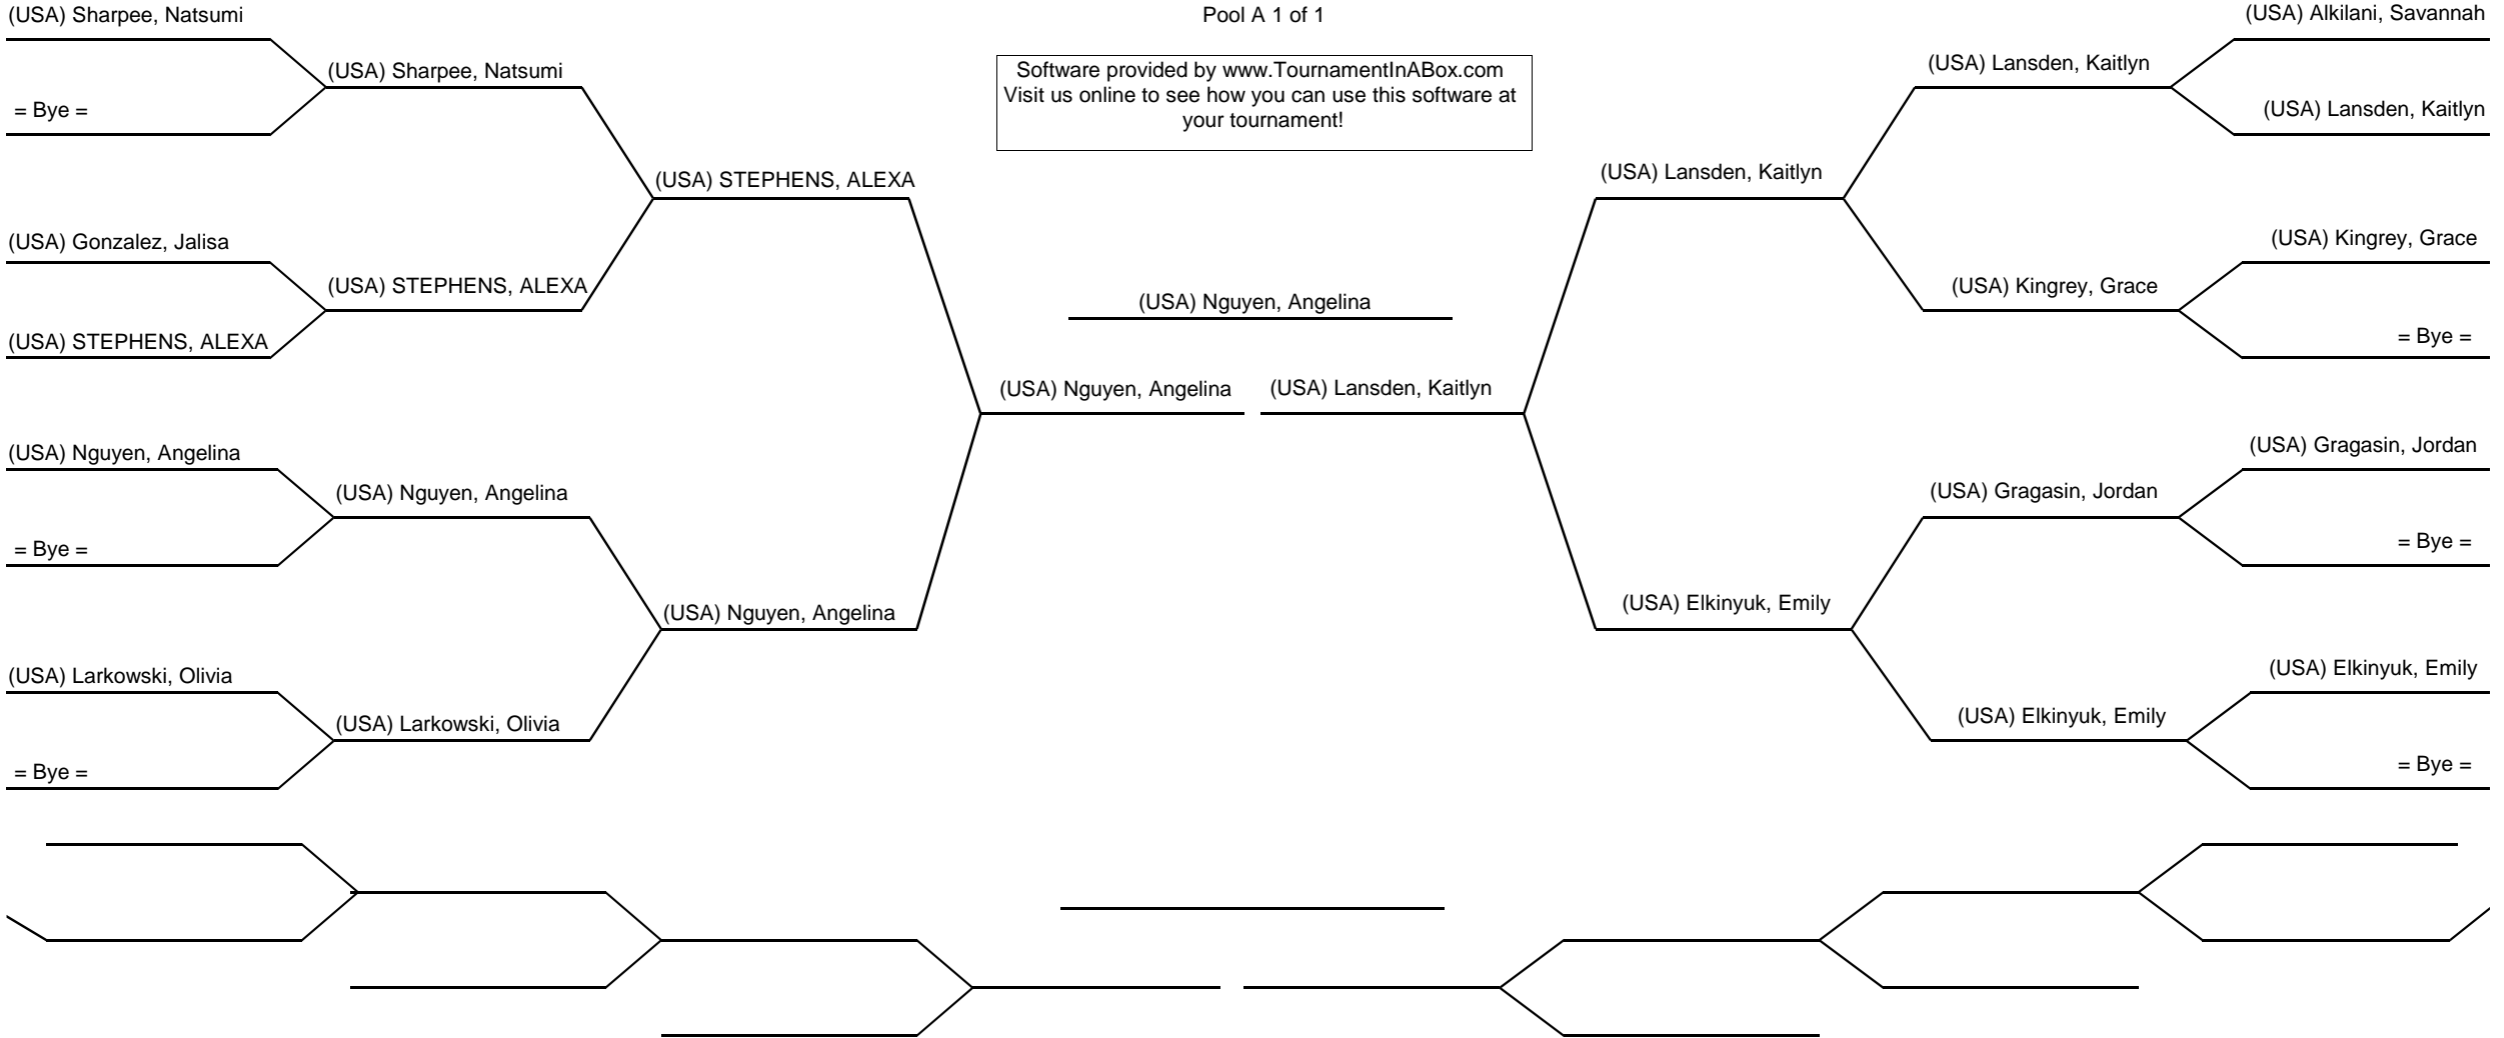 (USA) Sharpee, Natsumi
= Bye =
(USA) Gonzalez, Jalisa
(USA) STEPHENS, ALEXA
(USA) Nguyen, Angelina
= Bye =
(USA) Larkowski, Olivia
= Bye =
(USA) Sharpee, Natsumi
(USA) STEPHENS, ALEXA
(USA) Nguyen, Angelina
(USA) Larkowski, Olivia
(USA) STEPHENS, ALEXA
(USA) Nguyen, Angelina
Pool A 1 of 1
Software provided by www.TournamentInABox.com
Visit us online to see how you can use this software at
your tournament!
(USA) Nguyen, Angelina
(USA) Nguyen, Angelina
(USA) Lansden, Kaitlyn
(USA) Lansden, Kaitlyn
(USA) Elkinyuk, Emily
(USA) Lansden, Kaitlyn
(USA) Kingrey, Grace
(USA) Gragasin, Jordan
(USA) Elkinyuk, Emily
(USA) Alkilani, Savannah
(USA) Lansden, Kaitlyn
(USA) Kingrey, Grace
= Bye =
(USA) Gragasin, Jordan
= Bye =
(USA) Elkinyuk, Emily
= Bye =